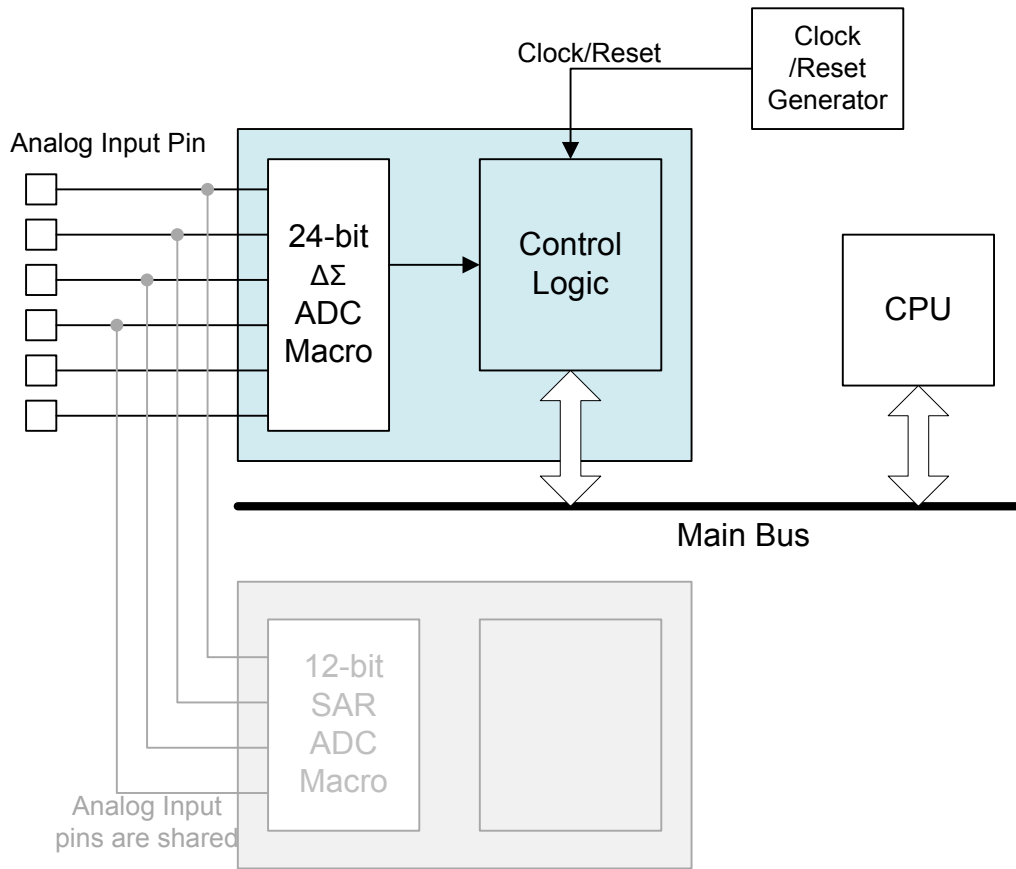 Clock/Reset
Clock
/Reset
Generator
Analog Input Pin
24-bit
ΔΣ
ADC
Macro
Control
Logic
CPU
Main Bus
12-bit
SAR
ADC
Macro
Analog Input
pins are shared